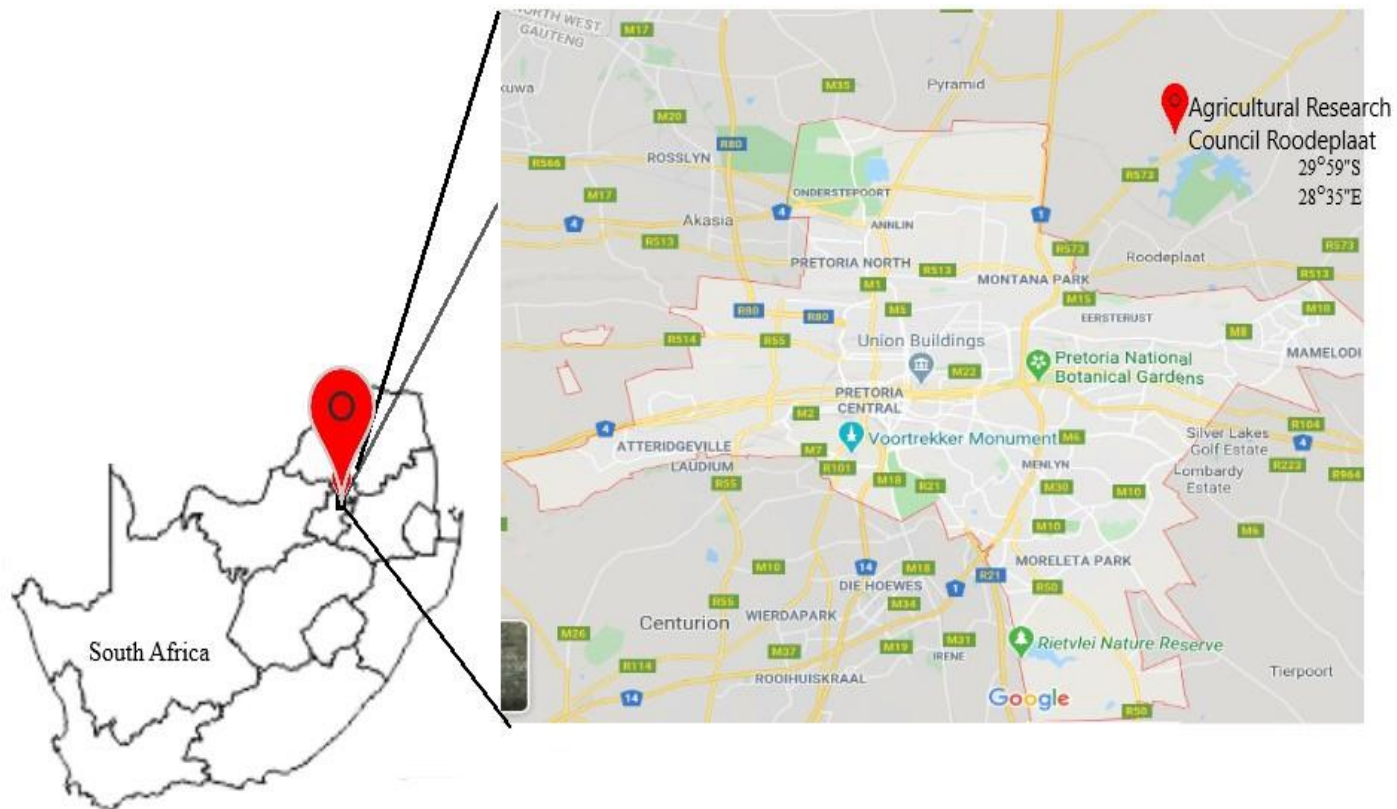 NORTH WEST
GAUTENG
M17
kuwa
M35
Pyramid
Agricultural Research
Council Roodeplaat
29°59"S
28°35"E
M20
R80
ROSSLYN
R566
M17
R573
ONDERSTEPOORT
4
Akasia
4
1
ANNLIN
R513
R573
Roodeplaat
R573
PRETORIA NORTH
R513
MONTANA PARK
R513
M1
M15
R80
R80
M5
EERSTERUST
M10
M8
R514
R55
Union Buildings
MAMELODI
Pretoria National
Botanical Gardens
M22
PRETORIA
CENTRAL
M2
4
R104
ATTERIDGEVILLE
Voortrekker Monument
M6
Silver Lakes
Golf Estate
4
M7
LAUDIUM
R101
MENLYN
R223
R964
Lombardy
Estate
R55
M18
R21
M30
M10
M10
M6
14
R21
MORELETA PARK
M10
M18
DIE HOEWES
1
R50
R55
M34
WIERDAPARK
Centurion
M26
M19
M31
Rietvlei Nature Reserve
M37
IRENE
R114
ROOIHUISKRAAL
Tierpoort
14
Google
R50
South Africa